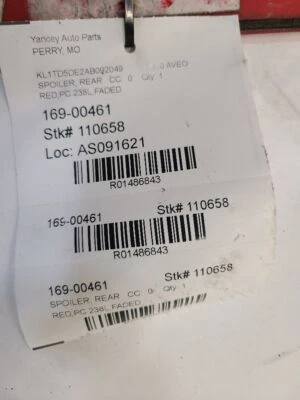 Yancey Auto Parts
PERRY, MO
KL1TD5DE2AB092049 0 AVEO
SPOILER, REAR CC: 0 Qty: 1
RED,PC 238L,FADED
169-00461
Stk# 110658
Loc: AS091621
R01486843
169-00461 Stk# 110658
R01486843
169-00461 Stk# 110658
SPOILER, REAR CC: 0 Qty: 1
RED,PC 238L,FADED